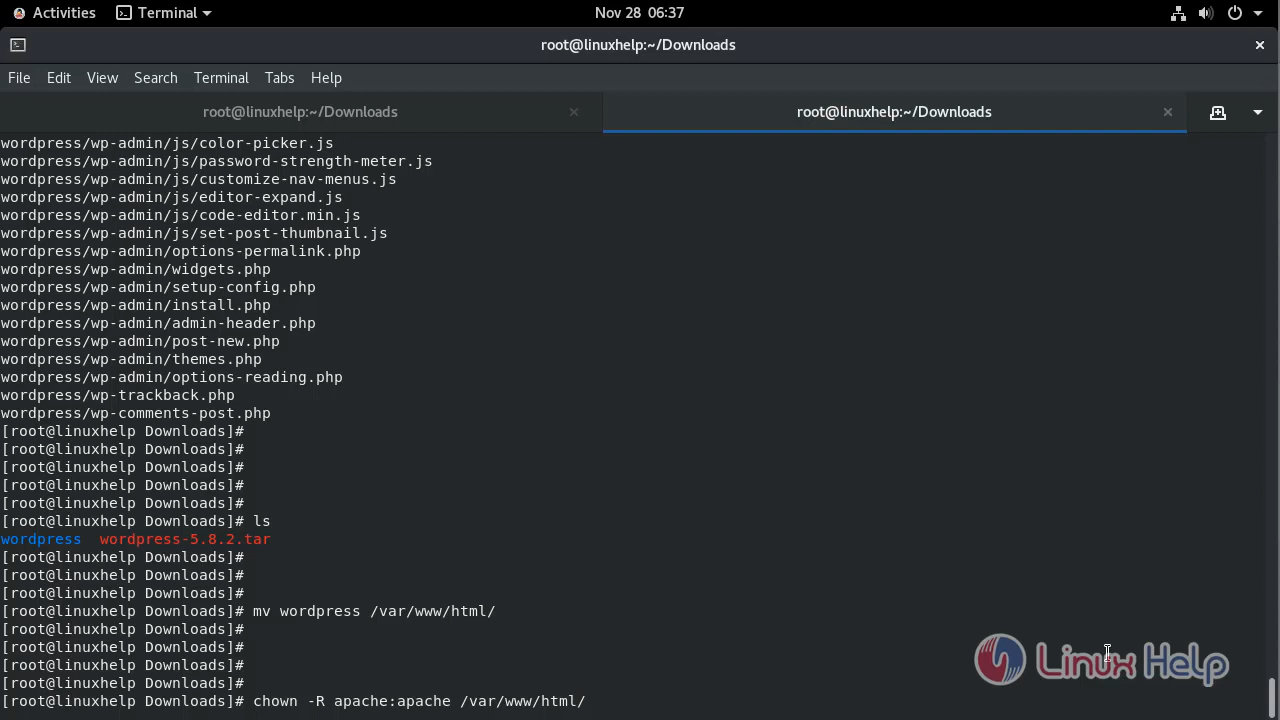 Activities Terminal Nov 28 06:37
root@linuxhelp:~/Downloads
File Edit View Search Terminal Tabs Help
root@linuxhelp:~/Downloads root@linuxhelp:~/Downloads
wordpress/wp-admin/js/color-picker.js
wordpress/wp-admin/js/password-strength-meter.js
wordpress/wp-admin/js/customize-nav-menus.js
wordpress/wp-admin/js/editor-expand.js
wordpress/wp-admin/js/code-editor.min.js
wordpress/wp-admin/js/set-post-thumbnail.js
wordpress/wp-admin/options-permalink.php
wordpress/wp-admin/widgets.php
wordpress/wp-admin/setup-config.php
wordpress/wp-admin/install.php
wordpress/wp-admin/admin-header.php
wordpress/wp-admin/post-new.php
wordpress/wp-admin/themes.php
wordpress/wp-admin/options-reading.php
wordpress/wp-trackback.php
wordpress/wp-comments-post.php
[root@linuxhelp Downloads]#
[root@linuxhelp Downloads]#
[root@linuxhelp Downloads]#
[root@linuxhelp Downloads]#
[root@linuxhelp Downloads]#
[root@linuxhelp Downloads]# ls
wordpress wordpress-5.8.2.tar
[root@linuxhelp Downloads]#
[root@linuxhelp Downloads]#
[root@linuxhelp Downloads]#
[root@linuxhelp Downloads]# mv wordpress /var/www/html/
[root@linuxhelp Downloads]#
[root@linuxhelp Downloads]#
[root@linuxhelp Downloads]#
[root@linuxhelp Downloads]#
[root@linuxhelp Downloads]# chown -R apache:apache /var/www/html/
Linux Help